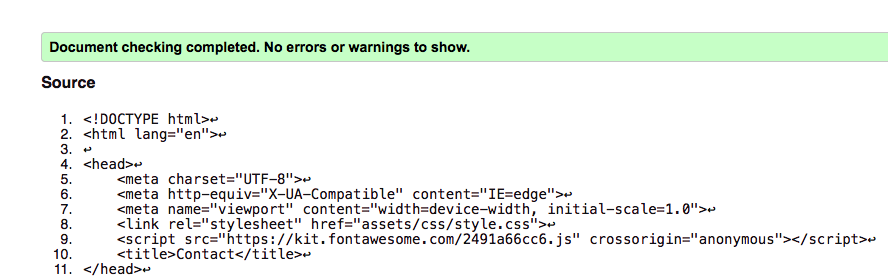 Document checking completed. No errors or warnings to show.
Source
1. <!DOCTYPE html>↩
2. <html lang="en">↩
3. ↩
4. <head>↩
5.     <meta charset="UTF-8">↩
6.     <meta http-equiv="X-UA-Compatible" content="IE=edge">↩
7.     <meta name="viewport" content="width=device-width, initial-scale=1.0">↩
8.     <link rel="stylesheet" href="assets/css/style.css">↩
9.     <script src="https://kit.fontawesome.com/2491a66cc6.js" crossorigin="anonymous"></script>↩
10.     <title>Contact</title>↩
11. </head>↩